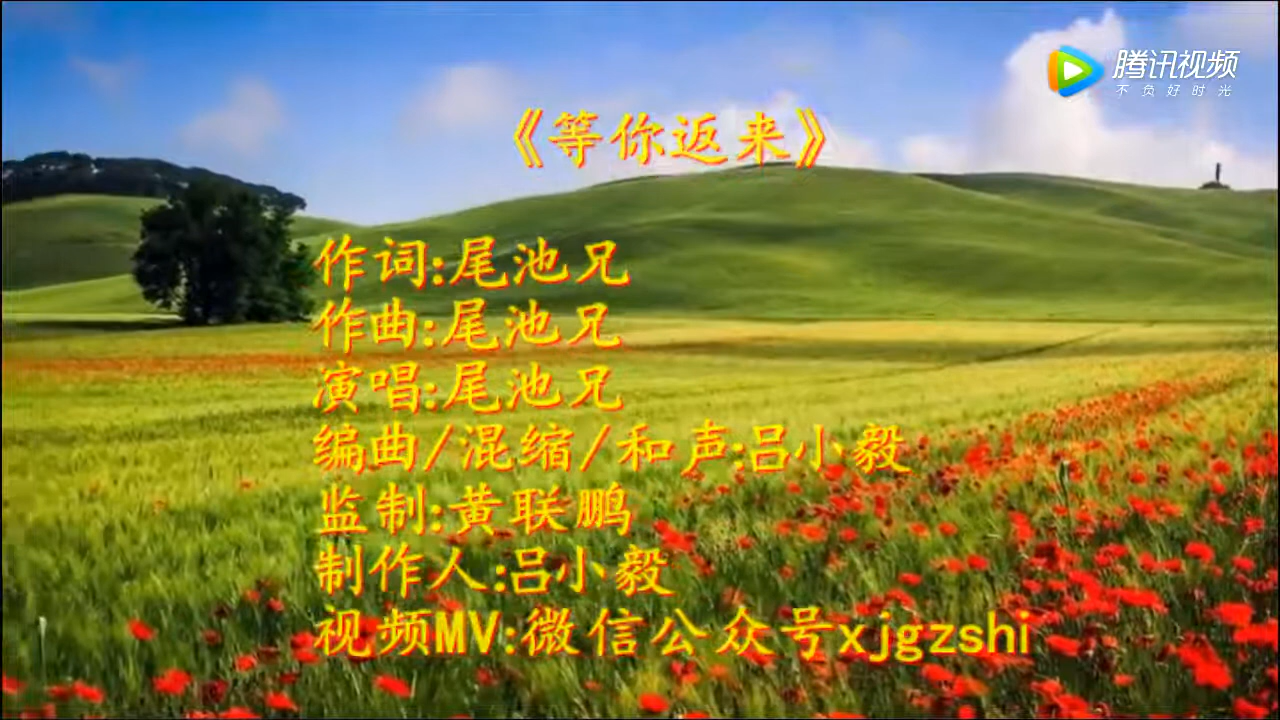 腾讯视频
不负好时光
《等你返来》
作词:尾池兄
作曲:尾池兄
演唱:尾池兄
编曲/混缩/和声:吕小毅
监制:黄联鹏
制作人:吕小毅
视频MV:微信公众号xjgzshi